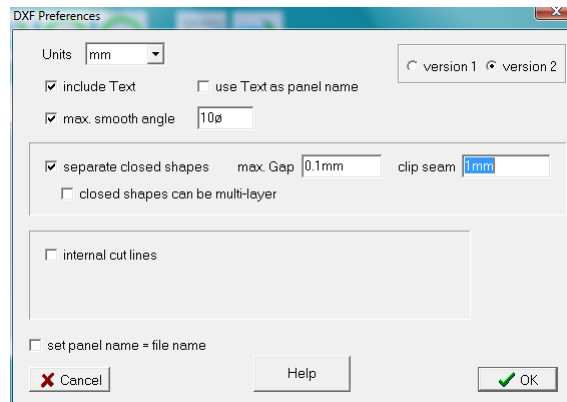 DXF Preferences
Units mm
version 1 version 2
include Text use Text as panel name
max. smooth angle 10ø
separate closed shapes max. Gap 0.1mm clip seam 1mm
closed shapes can be multi-layer
internal cut lines
set panel name = file name
Cancel Help OK